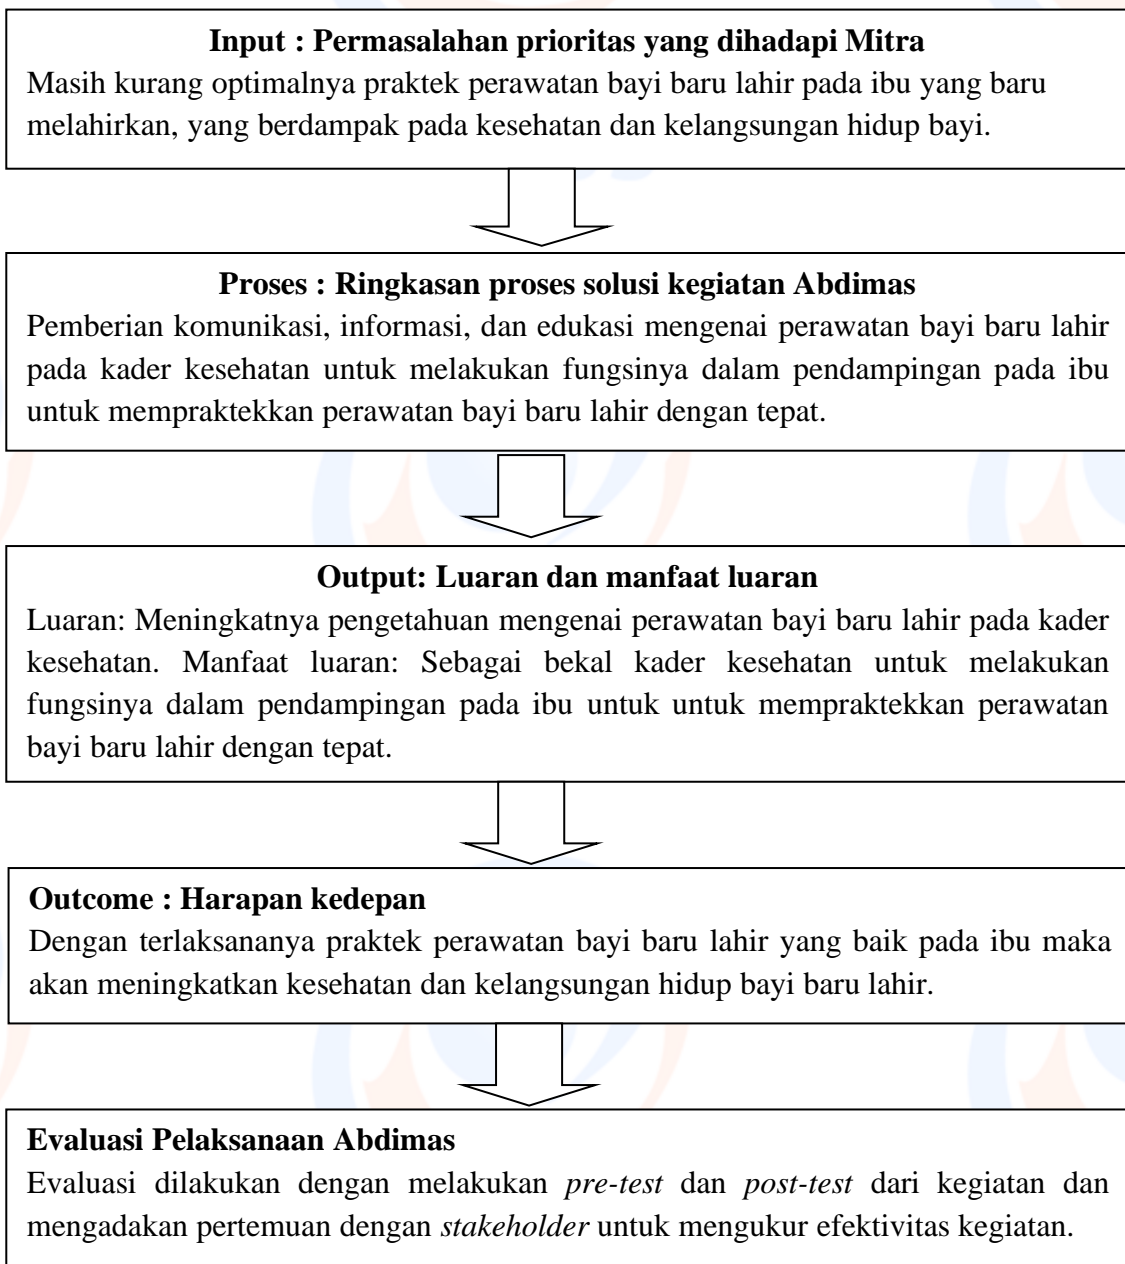 Input : Permasalahan prioritas yang dihadapi Mitra
Masih kurang optimalnya praktek perawatan bayi baru lahir pada ibu yang baru
melahirkan, yang berdampak pada kesehatan dan kelangsungan hidup bayi.
Proses : Ringkasan proses solusi kegiatan Abdimas
Pemberian komunikasi, informasi, dan edukasi mengenai perawatan bayi baru lahir
pada kader kesehatan untuk melakukan fungsinya dalam pendampingan pada ibu
untuk mempraktekkan perawatan bayi baru lahir dengan tepat.
Output: Luaran dan manfaat luaran
Luaran: Meningkatnya pengetahuan mengenai perawatan bayi baru lahir pada kader
kesehatan. Manfaat luaran: Sebagai bekal kader kesehatan untuk melakukan
fungsinya dalam pendampingan pada ibu untuk untuk mempraktekkan perawatan
bayi baru lahir dengan tepat.
Outcome : Harapan kedepan
Dengan terlaksananya praktek perawatan bayi baru lahir yang baik pada ibu maka
akan meningkatkan kesehatan dan kelangsungan hidup bayi baru lahir.
Evaluasi Pelaksanaan Abdimas
Evaluasi dilakukan dengan melakukan pre-test dan post-test dari kegiatan dan
mengadakan pertemuan dengan stakeholder untuk mengukur efektivitas kegiatan.